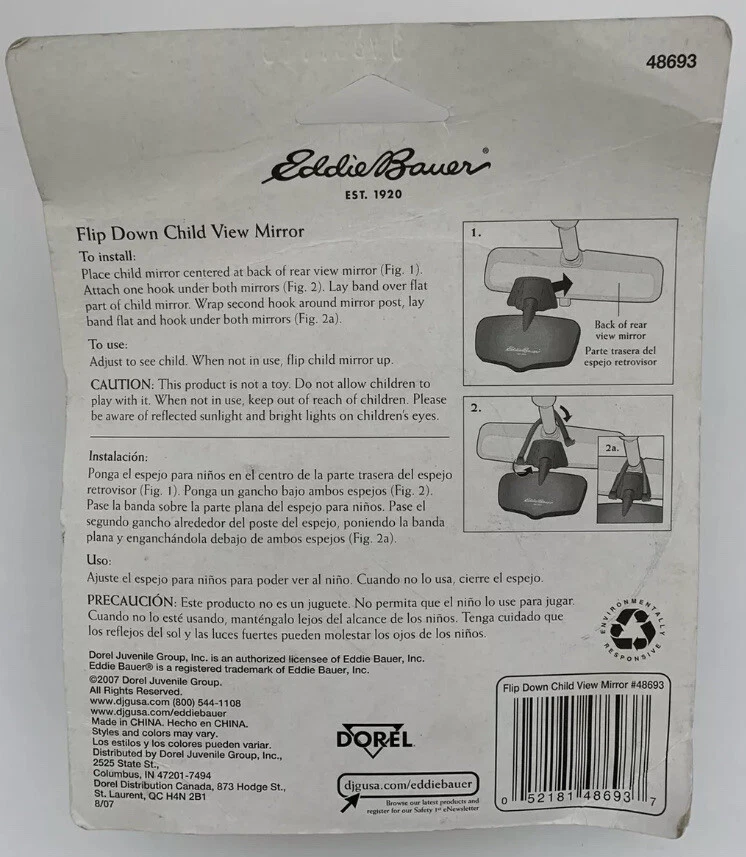 48693
Eddie Bauer®
EST. 1920
Flip Down Child View Mirror
To install:
Place child mirror centered at back of rear view mirror (Fig. 1).
Attach one hook under both mirrors (Fig. 2). Lay band over flat
part of child mirror. Wrap second hook around mirror post, lay
band flat and hook under both mirrors (Fig. 2a).
To use:
Adjust to see child. When not in use, flip child mirror up.
CAUTION: This product is not a toy. Do not allow children to
play with it. When not in use, keep out of reach of children. Please
be aware of reflected sunlight and bright lights on children's eyes.
1.
Eddie Bauer
Back of rear
view mirror
Parte trasera del
espejo retrovisor
2.
Eddie Bauer
2a.
Instalación:
Ponga el espejo para niños en el centro de la parte trasera del espejo
retrovisor (Fig. 1). Ponga un gancho bajo ambos espejos (Fig. 2).
Pase la banda sobre la parte plana del espejo para niños. Pase el
segundo gancho alrededor del poste del espejo, poniendo la banda
plana y enganchándola debajo de ambos espejos (Fig. 2a).
Uso:
Ajuste el espejo para niños para poder ver al niño. Cuando no lo usa, cierre el espejo.
PRECAUCIÓN: Este producto no es un juguete. No permita que el niño lo use para jugar.
Cuando no lo esté usando, manténgalo lejos del alcance de los niños. Tenga cuidado que
los reflejos del sol y las luces fuertes pueden molestar los ojos de los niños.
ENVIRONMENTALLY
RESPONSIVE
Dorel Juvenile Group, Inc. is an authorized licensee of Eddie Bauer, Inc.
Eddie Bauer® is a registered trademark of Eddie Bauer, Inc.
©2007 Dorel Juvenile Group.
All Rights Reserved.
www.djgusa.com (800) 544-1108
www.djgusa.com/eddiebauer
Made in CHINA. Hecho en CHINA.
Styles and colors may vary.
Los estilos y los colores pueden variar.
Distributed by Dorel Juvenile Group, Inc.,
2525 State St.,
Columbus, IN 47201-7494
Dorel Distribution Canada, 873 Hodge St.,
St. Laurent, QC H4N 2B1
8/07
DOREL
djgusa.com/eddiebauer
Browse our latest products and
register for our Safety 1st eNewsletter
Flip Down Child View Mirror #48693
0 52181 48693 7